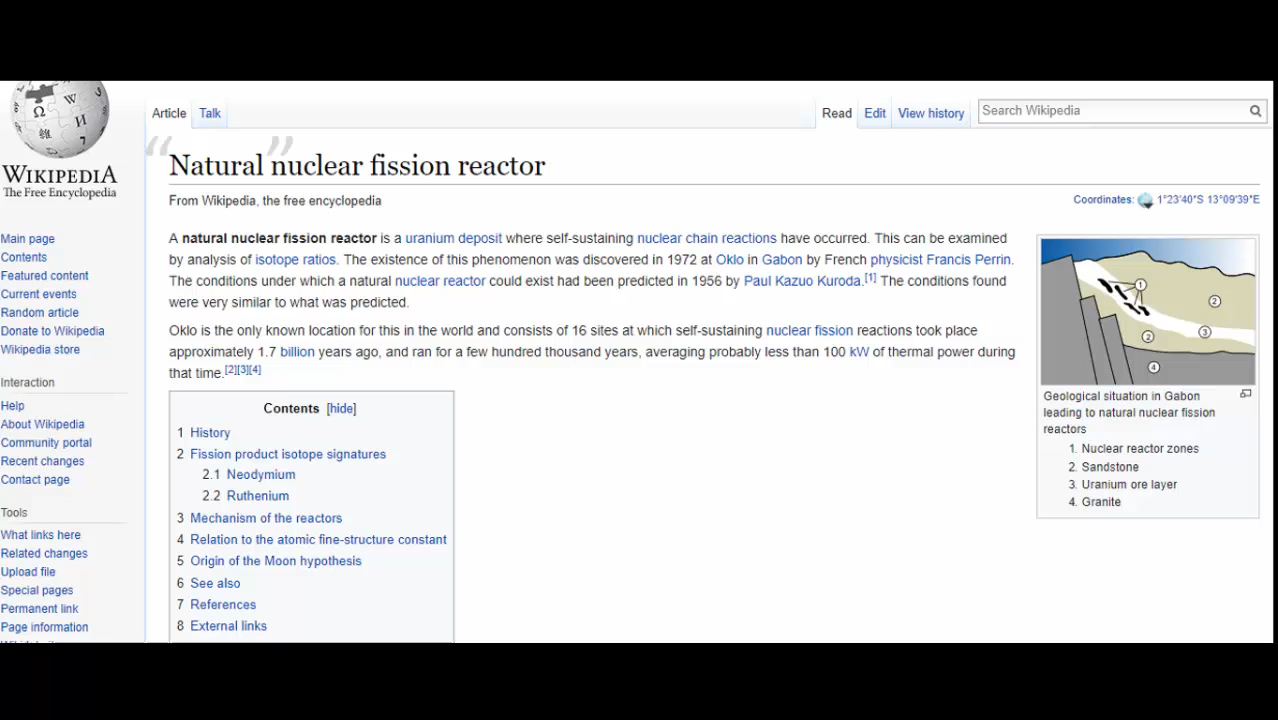 WIKIPEDIA
The Free Encyclopedia
Main page
Contents
Featured content
Current events
Random article
Donate to Wikipedia
Wikipedia store
Interaction
Help
About Wikipedia
Community portal
Recent changes
Contact page
Tools
What links here
Related changes
Upload file
Special pages
Permanent link
Page information
Article Talk
Read Edit View history Search Wikipedia
“Natural” nuclear fission reactor
From Wikipedia, the free encyclopedia
Coordinates: 1°23′40″S 13°09′39″E
A natural nuclear fission reactor is a uranium deposit where self-sustaining nuclear chain reactions have occurred. This can be examined
by analysis of isotope ratios. The existence of this phenomenon was discovered in 1972 at Oklo in Gabon by French physicist Francis Perrin.
The conditions under which a natural nuclear reactor could exist had been predicted in 1956 by Paul Kazuo Kuroda.[1] The conditions found
were very similar to what was predicted.
Oklo is the only known location for this in the world and consists of 16 sites at which self-sustaining nuclear fission reactions took place
approximately 1.7 billion years ago, and ran for a few hundred thousand years, averaging probably less than 100 kW of thermal power during
that time.[2][3][4]
Contents [hide]
1 History
2 Fission product isotope signatures
2.1 Neodymium
2.2 Ruthenium
3 Mechanism of the reactors
4 Relation to the atomic fine-structure constant
5 Origin of the Moon hypothesis
6 See also
7 References
8 External links
1
2
3
2
4
Geological situation in Gabon
leading to natural nuclear fission
reactors
1. Nuclear reactor zones
2. Sandstone
3. Uranium ore layer
4. Granite